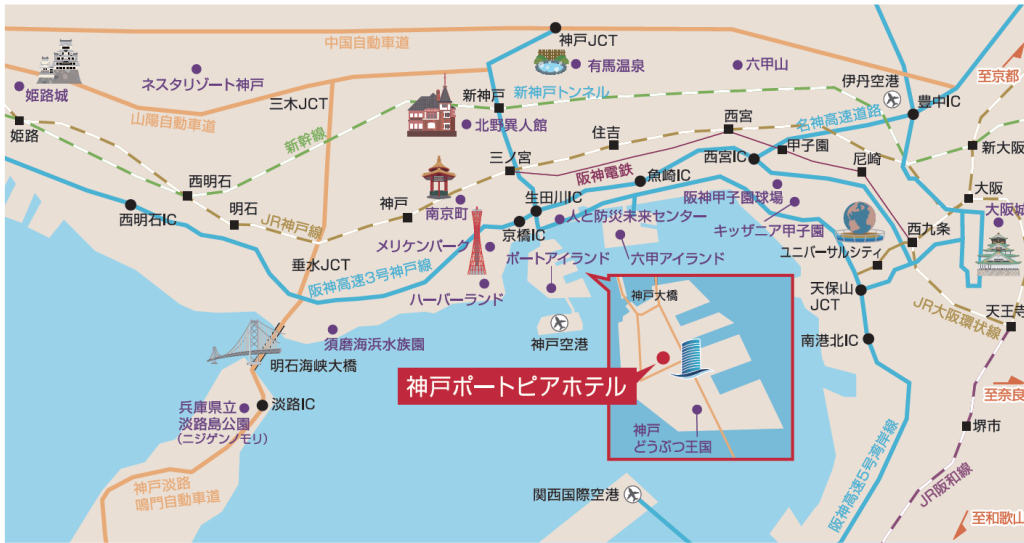 中国自動車道
神戸JCT
至京都
ネスタリゾート神戸
有馬温泉
六甲山
伊丹空港
姫路城
三木JCT
新神戸
新神戸トンネル
豊中IC
山陽自動車道
姫路
新幹線
北野異人館
住吉
西宮
名神高速道路
甲子園
新大阪
三ノ宮
阪神電鉄
西宮IC
尼崎
西明石
魚崎IC
大阪
西明石IC
明石
JR神戸線
神戸
南京町
生田川IC
京橋IC
人と防災未来センター
阪神甲子園球場
キッザニア甲子園
大阪城
西九条
メリケンパーク
ポートアイランド
六甲アイランド
ユニバーサルシティ
垂水JCT
阪神高速3号神戸線
ハーバーランド
神戸大橋
天保山
JCT
JR大阪環状線
天王寺
須磨海浜水族園
神戸空港
南港北IC
明石海峡大橋
神戸ポートピアホテル
至奈良
兵庫県立
淡路島公園
(ニジゲンノモリ)
淡路IC
神戸
どうぶつ王国
堺市
阪神高速5号湾岸線
JR阪和線
神戸淡路
鳴門自動車道
関西国際空港
至和歌山